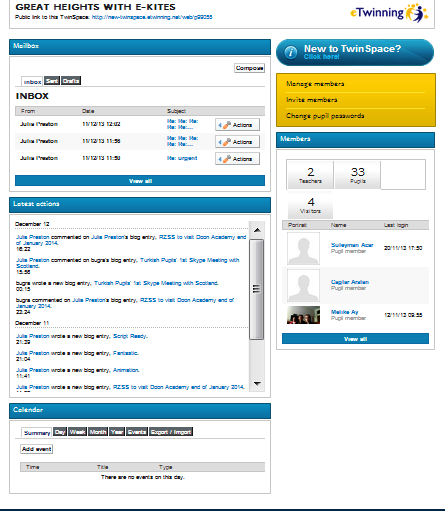 GREAT HEIGHTS WITH E-KITES
Public link to this TwinSpace: http://new-twinspace.etwinning.net/web/p99255
eTwinning
Mailbox
Compose
Inbox Sent Drafts
INBOX
From Date Subject
Julie Preston 11/12/13 12:02 Re: Re: Re: Re: Re:... Actions
Julie Preston 11/12/13 11:56 Re: Re: Re: Re: Re:... Actions
Julie Preston 11/12/13 11:50 Re: urgent Actions
View all
Latest actions
December 12
Julie Preston commented on Julie Preston's blog entry, RZSS to visit Doon Academy end
of January 2014.
16:22
Julie Preston commented on bugra's blog entry, Turkish Pupils' 1st Skype Meeting with
Scotland.
15:56
bugra wrote a new blog entry, Turkish Pupils' 1st Skype Meeting with Scotland.
00:15
bugra commented on Julie Preston's blog entry, RZSS to visit Doon Academy end of
January 2014.
23:24
December 11
Julie Preston wrote a new blog entry, Script Ready.
21:29
Julie Preston wrote a new blog entry, Fantastic.
21:04
Julie Preston wrote a new blog entry, Animation.
11:41
Julie Preston wrote a new blog entry, RZSS to visit Doon Academy end of January 2014.
Calendar
Summary Day Week Month Year Events Export / Import
Add event
Time Title Type
There are no events on this day.
New to TwinSpace?
Click here!
Manage members
Invite members
Change pupil passwords
Members
2 Teachers
33 Pupils
4 Visitors
Portrait Name Last login
Suleyman Acar 20/11/13 17:50
Pupil member
Cagilar Arslan
Pupil member
Melike Ay 12/11/13 09:55
Pupil member
View all